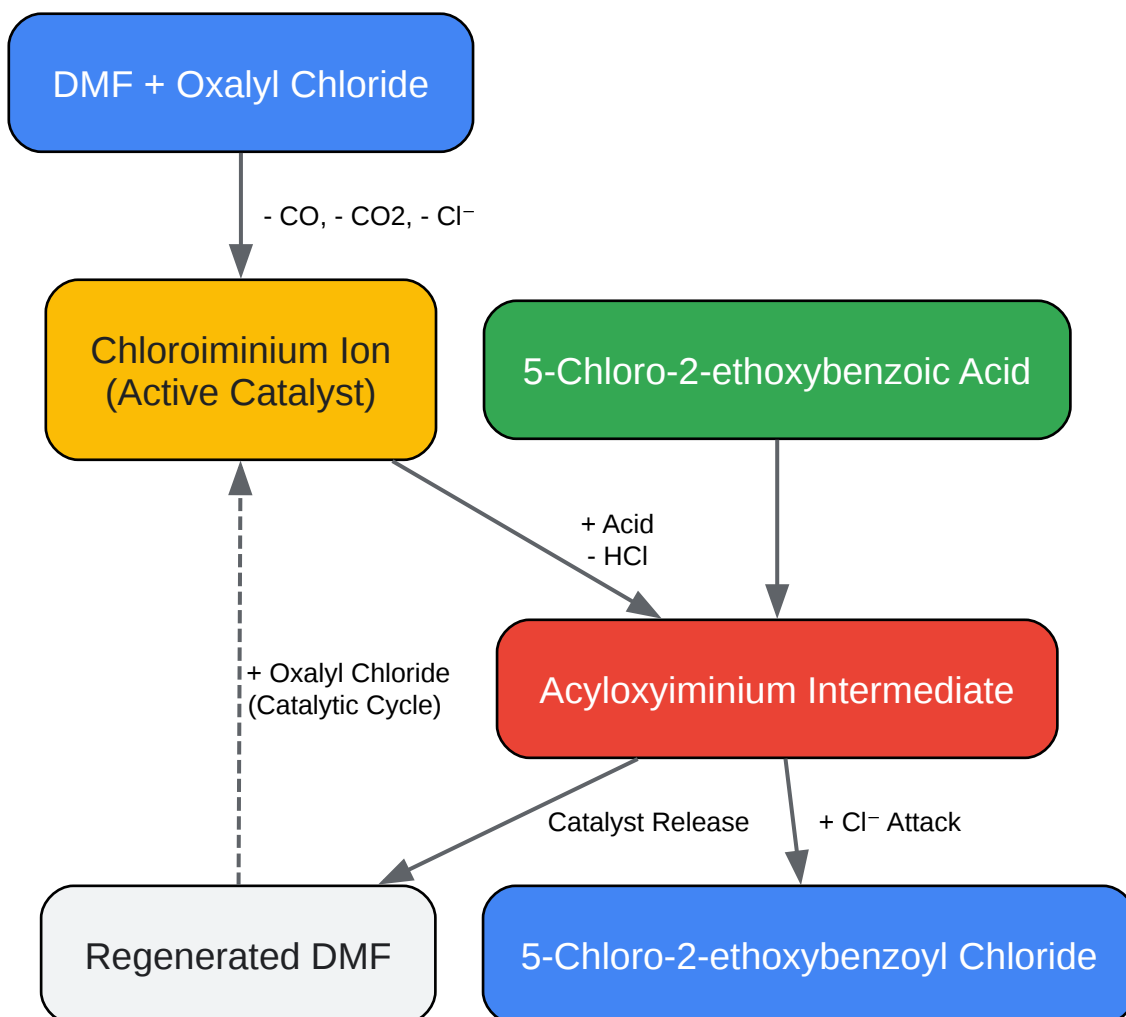 DMF + Oxalyl Chloride
- CO, - CO2, - Cl⁻
Chloroiminium Ion
(Active Catalyst)
5-Chloro-2-ethoxybenzoic Acid
+ Acid
- HCl
+ Oxalyl Chloride
(Catalytic Cycle)
Acyloxyiminium Intermediate
Catalyst Release
+ Cl⁻ Attack
Regenerated DMF
5-Chloro-2-ethoxybenzoyl Chloride